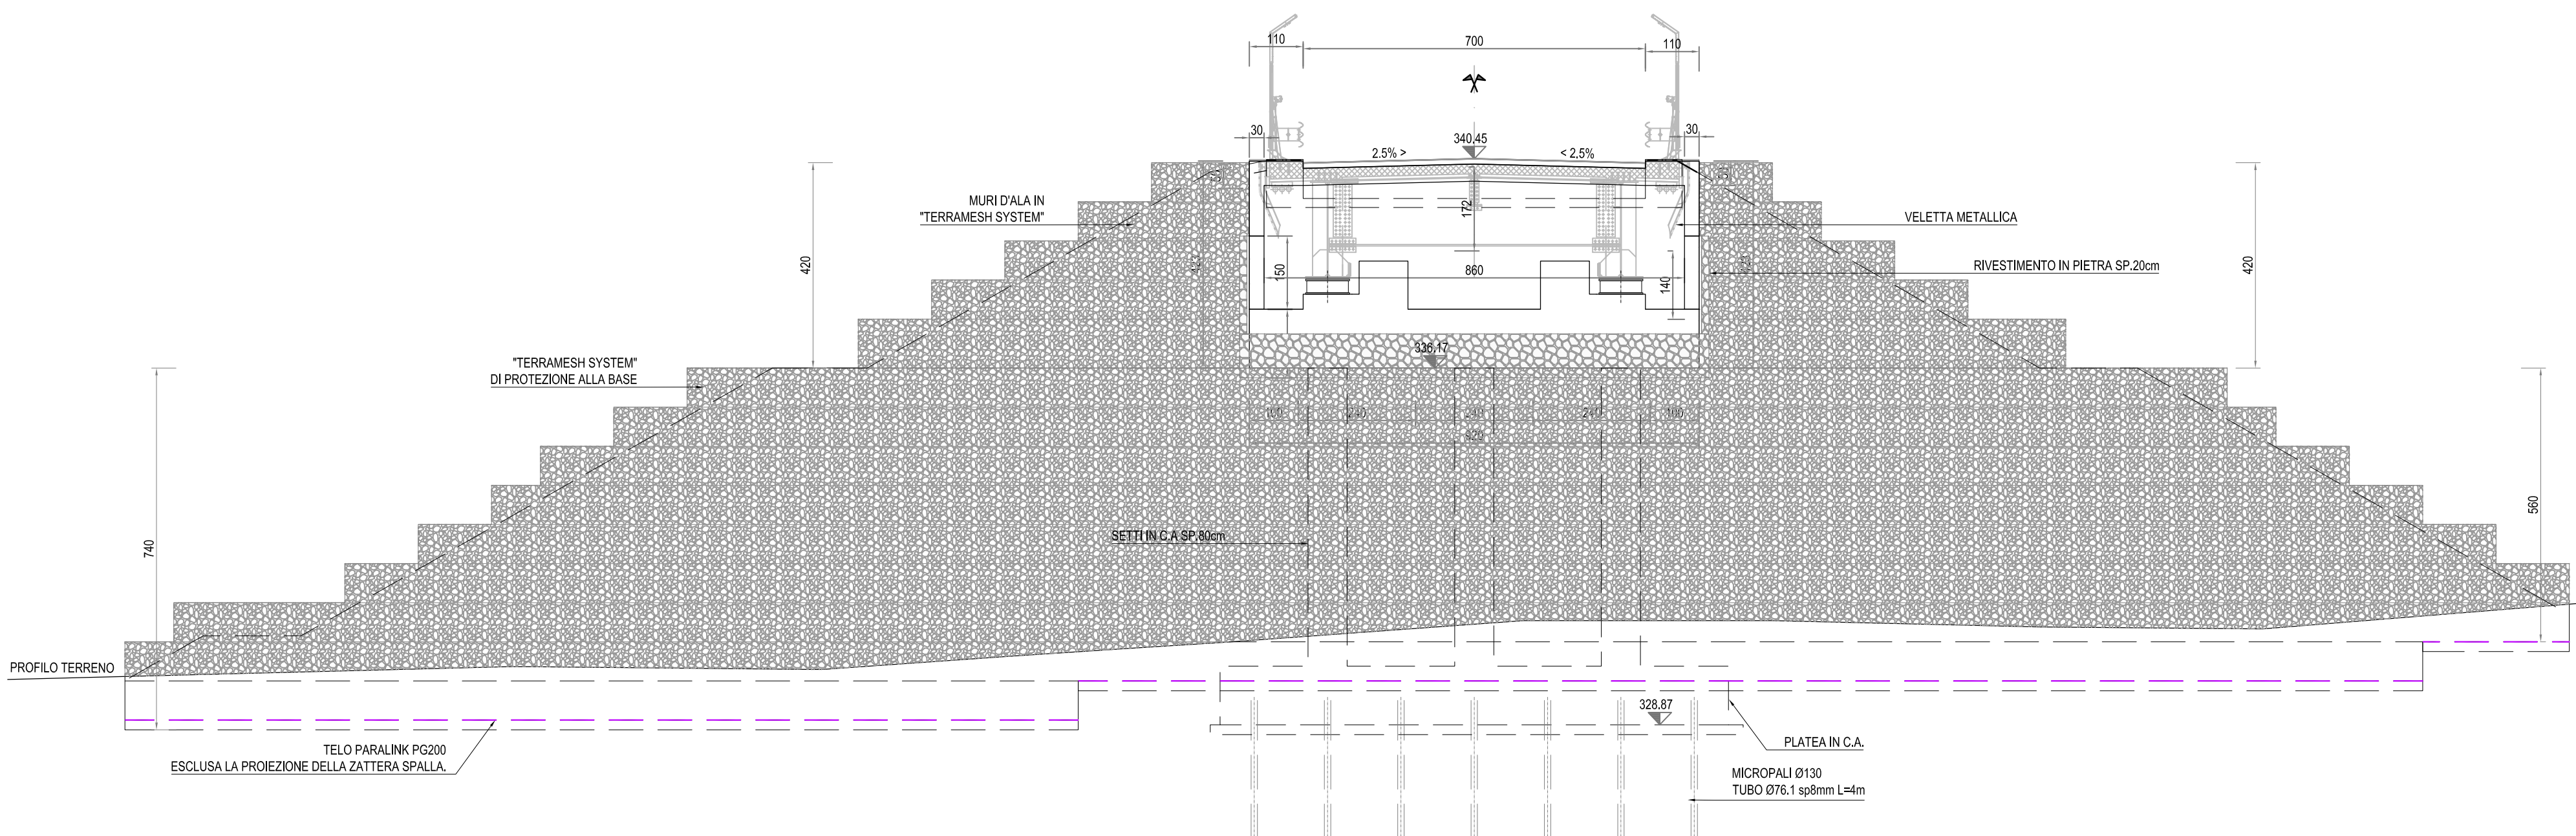 110
700
110
30
30
340.45
2.5% >
< 2.5%
MURI D'ALA IN
"TERRAMESH SYSTEM"
172
VELETTA METALLICA
420
420
150
860
140
420
RIVESTIMENTO IN PIETRA SP.20cm
420
336.17
"TERRAMESH SYSTEM"
DI PROTEZIONE ALLA BASE
100
240
240
240
100
920
740
SETTI IN C.A SP.80cm
560
PROFILO TERRENO
328.87
TELO PARALINK PG200
ESCLUSA LA PROIEZIONE DELLA ZATTERA SPALLA.
PLATEA IN C.A.
MICROPALI Ø130
TUBO Ø76.1 sp8mm L=4m